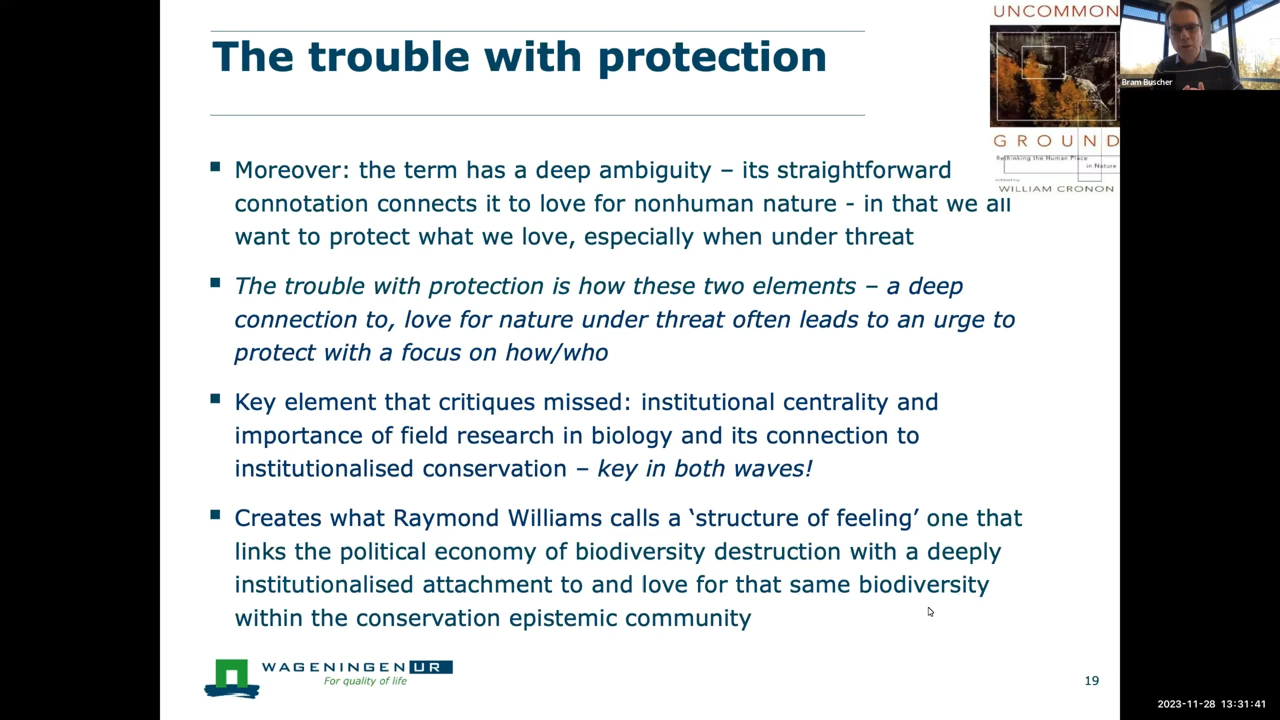 The trouble with protection
UNCOMMON
GROUND
Rethinking the Human Place
in Nature
WILLIAM CRONON
Bram Buscher
▪ Moreover: the term has a deep ambiguity – its straightforward
connotation connects it to love for nonhuman nature - in that we all
want to protect what we love, especially when under threat
▪ The trouble with protection is how these two elements – a deep
connection to, love for nature under threat often leads to an urge to
protect with a focus on how/who
▪ Key element that critiques missed: institutional centrality and
importance of field research in biology and its connection to
institutionalised conservation – key in both waves!
▪ Creates what Raymond Williams calls a ‘structure of feeling’ one that
links the political economy of biodiversity destruction with a deeply
institutionalised attachment to and love for that same biodiversity
within the conservation epistemic community
WAGENINGEN UR
For quality of life
19
2023-11-28 13:31:41